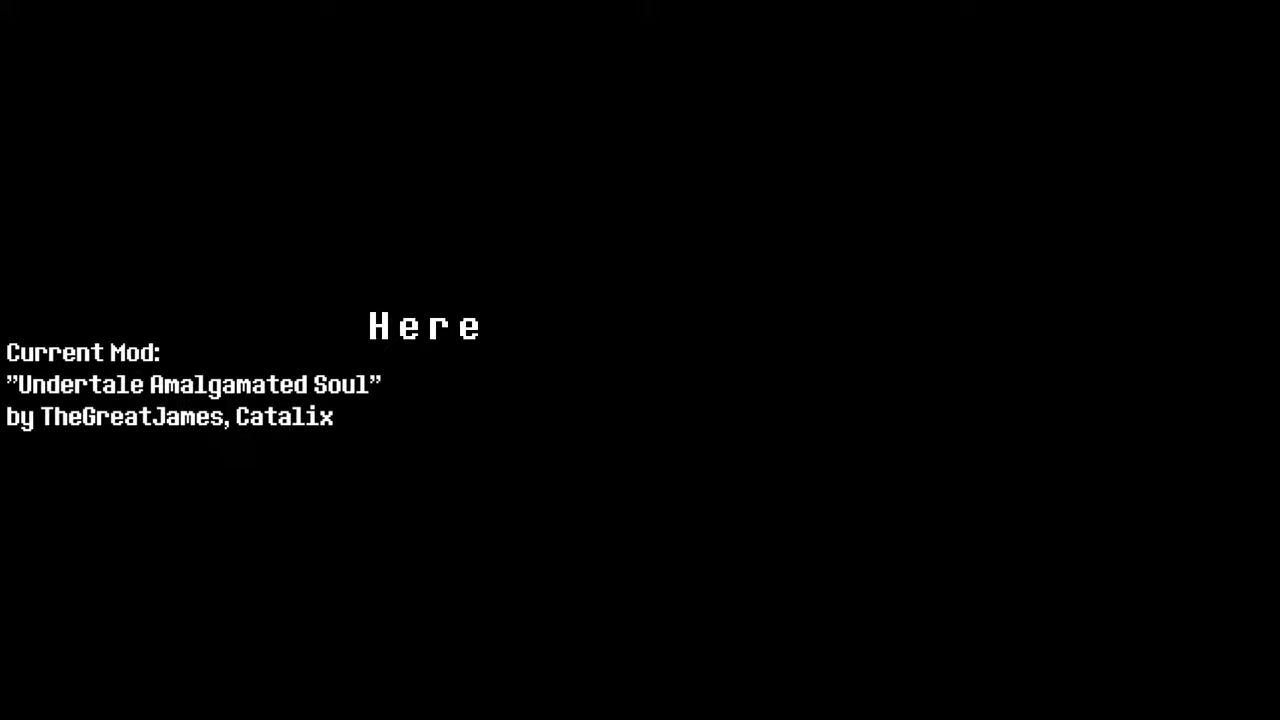 Here
Current Mod:
"Undertale Amalgamated Soul"
by TheGreatJames, Catalix